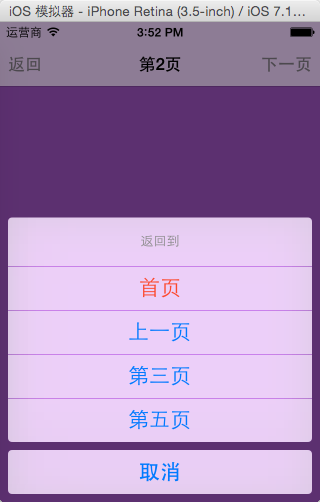 iOS 模拟器 - iPhone Retina (3.5-inch) / iOS 7.1...
运营商 3:52 PM
返回 第2页 下一页
返回到
首页
上一页
第三页
第五页
取消